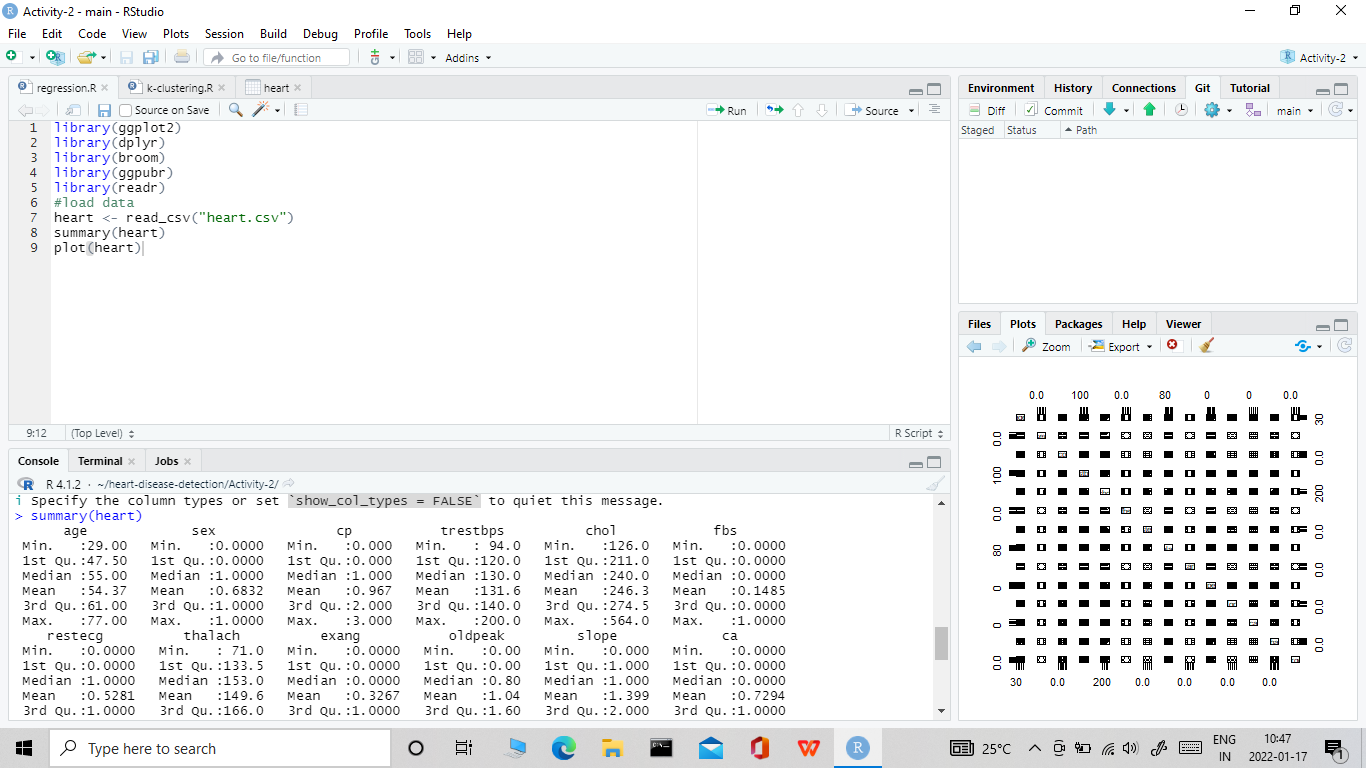 Activity-2 - main - RStudio
File Edit Code View Plots Session Build Debug Profile Tools Help
Go to file/function Addins Activity-2
regression.R k-clustering.R heart
Source on Save Run Source
1 library(ggplot2)
2 library(dplyr)
3 library(broom)
4 library(ggpubr)
5 library(readr)
6 #load data
7 heart <- read_csv("heart.csv")
8 summary(heart)
9 plot(heart)
9:12 (Top Level) R Script
Console Terminal Jobs
R 4.1.2 · ~/heart-disease-detection/Activity-2/
i Specify the column types or set `show_col_types = FALSE` to quiet this message.
> summary(heart)
age sex cp trestbps chol fbs
Min. :29.00 Min. :0.0000 Min. :0.000 Min. : 94.0 Min. :126.0 Min. :0.0000
1st Qu.:47.50 1st Qu.:0.0000 1st Qu.:0.000 1st Qu.:120.0 1st Qu.:211.0 1st Qu.:0.0000
Median :55.00 Median :1.0000 Median :1.000 Median :130.0 Median :240.0 Median :0.0000
Mean :54.37 Mean :0.6832 Mean :0.967 Mean :131.6 Mean :246.3 Mean :0.1485
3rd Qu.:61.00 3rd Qu.:1.0000 3rd Qu.:2.000 3rd Qu.:140.0 3rd Qu.:274.5 3rd Qu.:0.0000
Max. :77.00 Max. :1.0000 Max. :3.000 Max. :200.0 Max. :564.0 Max. :1.0000
restecg thalach exang oldpeak slope ca
Min. :0.0000 Min. : 71.0 Min. :0.0000 Min. :0.00 Min. :0.000 Min. :0.0000
1st Qu.:0.0000 1st Qu.:133.5 1st Qu.:0.0000 1st Qu.:0.00 1st Qu.:1.000 1st Qu.:0.0000
Median :1.0000 Median :153.0 Median :0.0000 Median :0.80 Median :1.000 Median :0.0000
Mean :0.5281 Mean :149.6 Mean :0.3267 Mean :1.04 Mean :1.399 Mean :0.7294
3rd Qu.:1.0000 3rd Qu.:166.0 3rd Qu.:1.0000 3rd Qu.:1.60 3rd Qu.:2.000 3rd Qu.:1.0000
Environment History Connections Git Tutorial
Diff Commit main
Staged Status Path
Files Plots Packages Help Viewer
Zoom Export
0.0 100 0.0 80 0 0 0.0
30
0.0
0.0
100
200
0.0
0.0
80
0.0
0
0.0
0
0.0
0.0
30 0.0 200 0.0 0.0 0.0 0.0
Type here to search
25°C
ENG
IN
10:47
2022-01-17
1